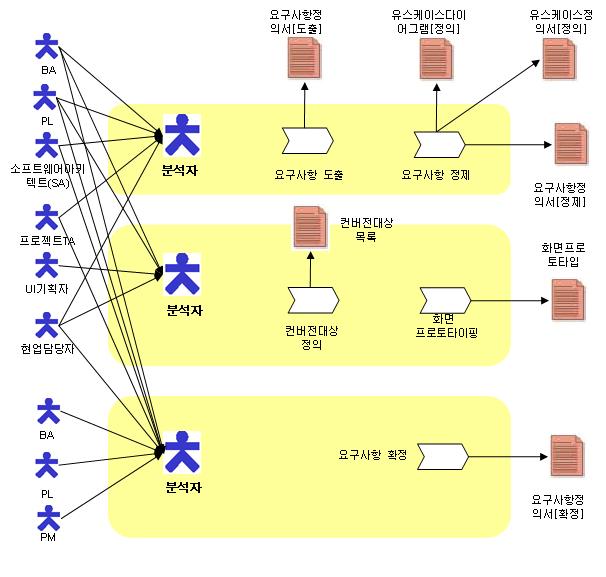 요구사항정
의서[도출]
유스케이스다이
어그램[정의]
유스케이스정
의서[정의]
BA
PL
소프트웨어아키
텍트(SA)
분석자
요구사항 도출
요구사항 정제
요구사항정
의서[정제]
프로젝트TA
컨버전대상
목록
화면프로
토타입
UI기획자
분석자
컨버전대상
정의
화면
프로토타이핑
현업담당자
BA
PL
PM
분석자
요구사항 확정
요구사항정
의서[확정]